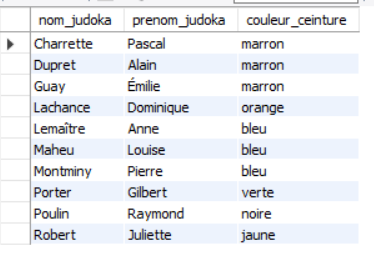 nom_judoka prenom_judoka couleur_ceinture
Charrette Pascal marron
Dupret Alain marron
Guay Émilie marron
Lachance Dominique orange
Lemaître Anne bleu
Maheu Louise bleu
Montminy Pierre bleu
Porter Gilbert verte
Poulin Raymond noire
Robert Juliette jaune